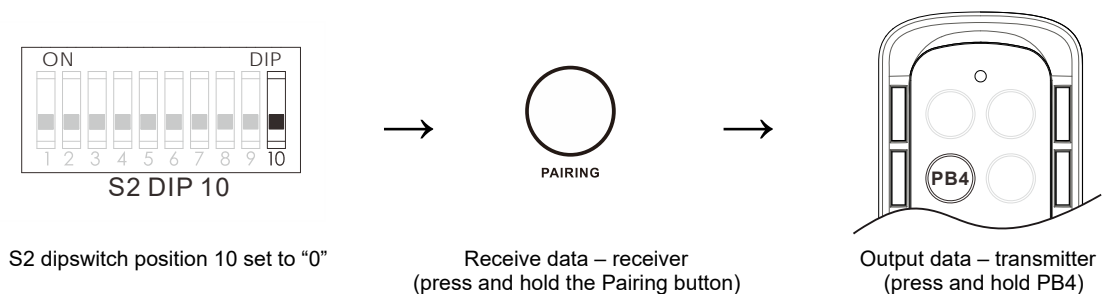 ON DIP
1 2 3 4 5 6 7 8 9 10
S2 DIP 10
PAIRING
PB4
S2 dipswitch position 10 set to “0”
Receive data – receiver
(press and hold the Pairing button)
Output data – transmitter
(press and hold PB4)